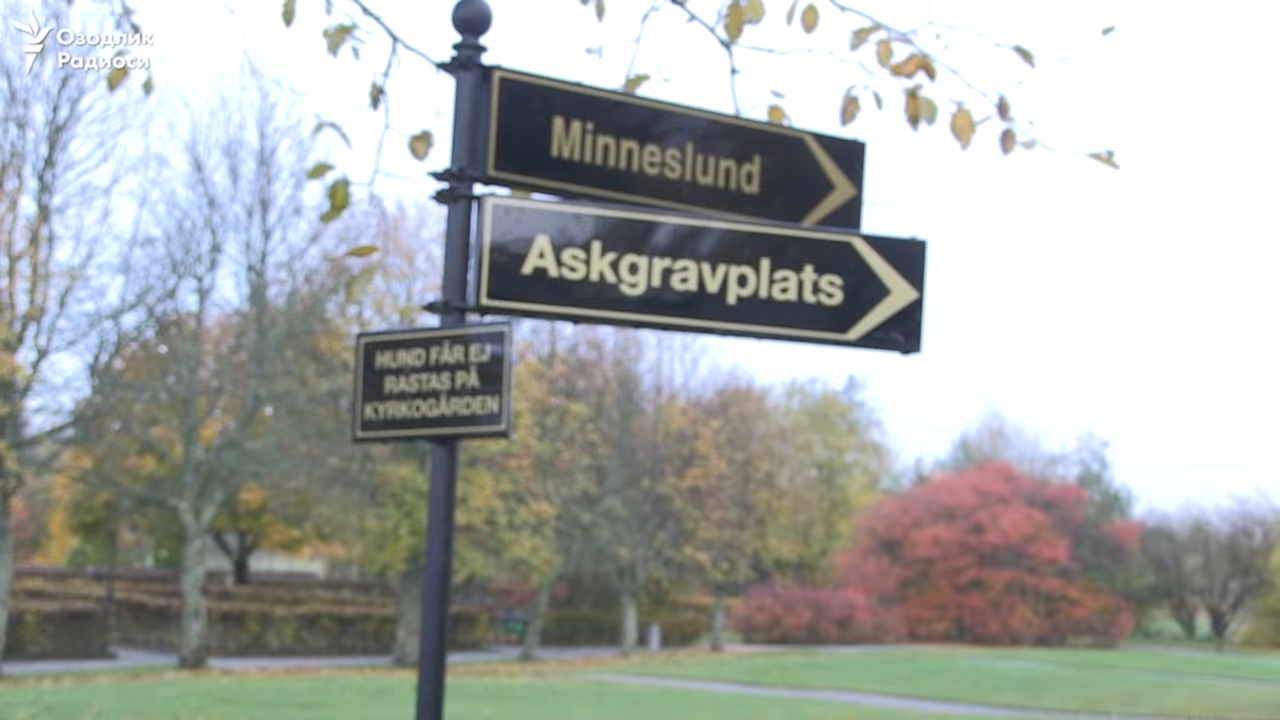 Озодлик
Радиоси
Minneslund
Askgravplats
HUND FÅR EJ
RASTAS PÅ
KYRKOGÅRDEN